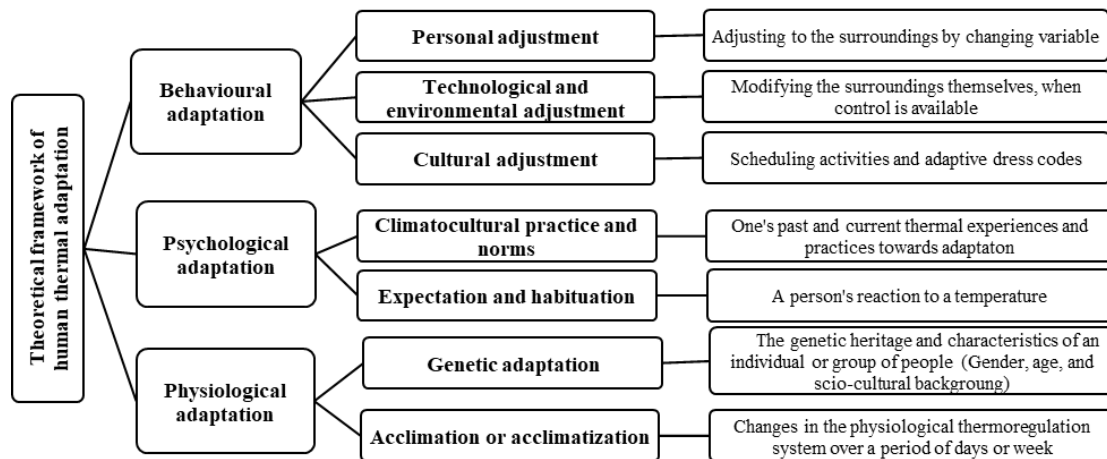 Theoretical framework of
human thermal adaptation
Behavioural
adaptation
Personal adjustment
Adjusting to the surroundings by changing variable
Technological and
environmental adjustment
Modifying the surroundings themselves, when
control is available
Cultural adjustment
Scheduling activities and adaptive dress codes
Psychological
adaptation
Climatocultural practice and
norms
One's past and current thermal experiences and
practices towards adaptaton
Expectation and habituation
A person's reaction to a temperature
Physiological
adaptation
Genetic adaptation
The genetic heritage and characteristics of an
individual or group of people (Gender, age, and
scio-cultural backgroung)
Acclimation or acclimatization
Changes in the physiological thermoregulation
system over a period of days or week